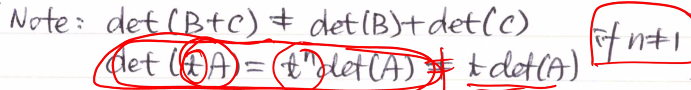 Note: det(B+C) ≠ det(B)+det(C)
det(tA) = tⁿdet(A) ≠ t det(A) if n≠1